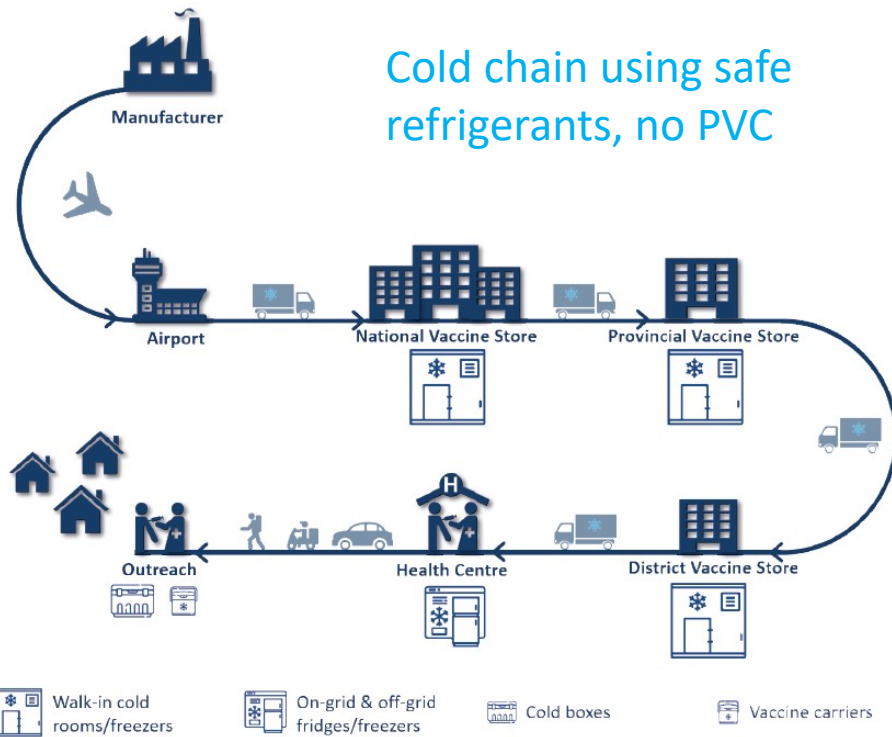 Cold chain using safe
refrigerants, no PVC
Manufacturer
Airport
National Vaccine Store
Provincial Vaccine Store
Outreach
H
Health Centre
District Vaccine Store
Walk-in cold
rooms/freezers
On-grid & off-grid
fridges/freezers
Cold boxes
Vaccine carriers